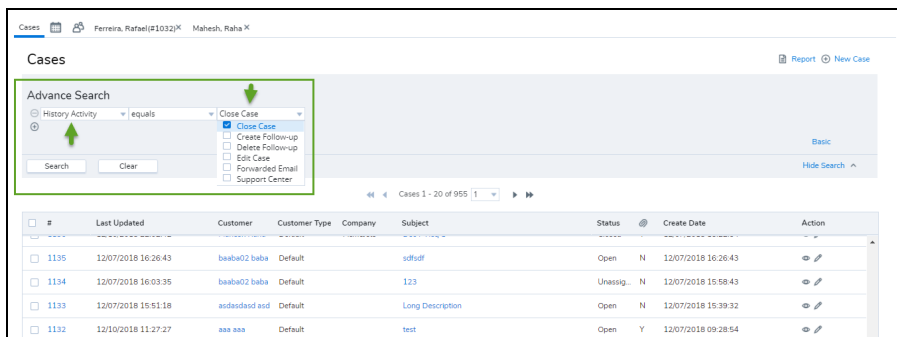 Cases Ferreira, Rafael(#1032)X Mahesh, Raha X
Cases
Report New Case
Advance Search
History Activity equals Close Case
Close Case
Create Follow-up
Delete Follow-up
Edit Case
Forwarded Email
Support Center
Basic
Search Clear Hide Search
Cases 1 - 20 of 955 1
# Last Updated Customer Customer Type Company Subject Status Create Date Action
1135 12/07/2018 16:26:43 baaba02 baba Default sdfsdf Open N 12/07/2018 16:26:43
1134 12/07/2018 16:03:35 baaba02 baba Default 123 Unassig... N 12/07/2018 15:58:43
1133 12/07/2018 15:51:18 asdasdasd asd Default Long Description Open N 12/07/2018 15:39:32
1132 12/10/2018 11:27:27 aaa aaa Default test Open Y 12/07/2018 09:28:54